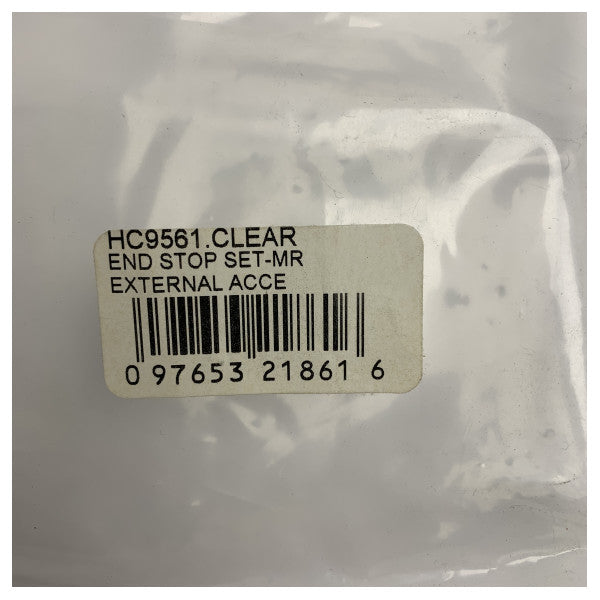 HC9561.CLEAR
END STOP SET-MR
EXTERNAL ACCE
0 97653 21861 6